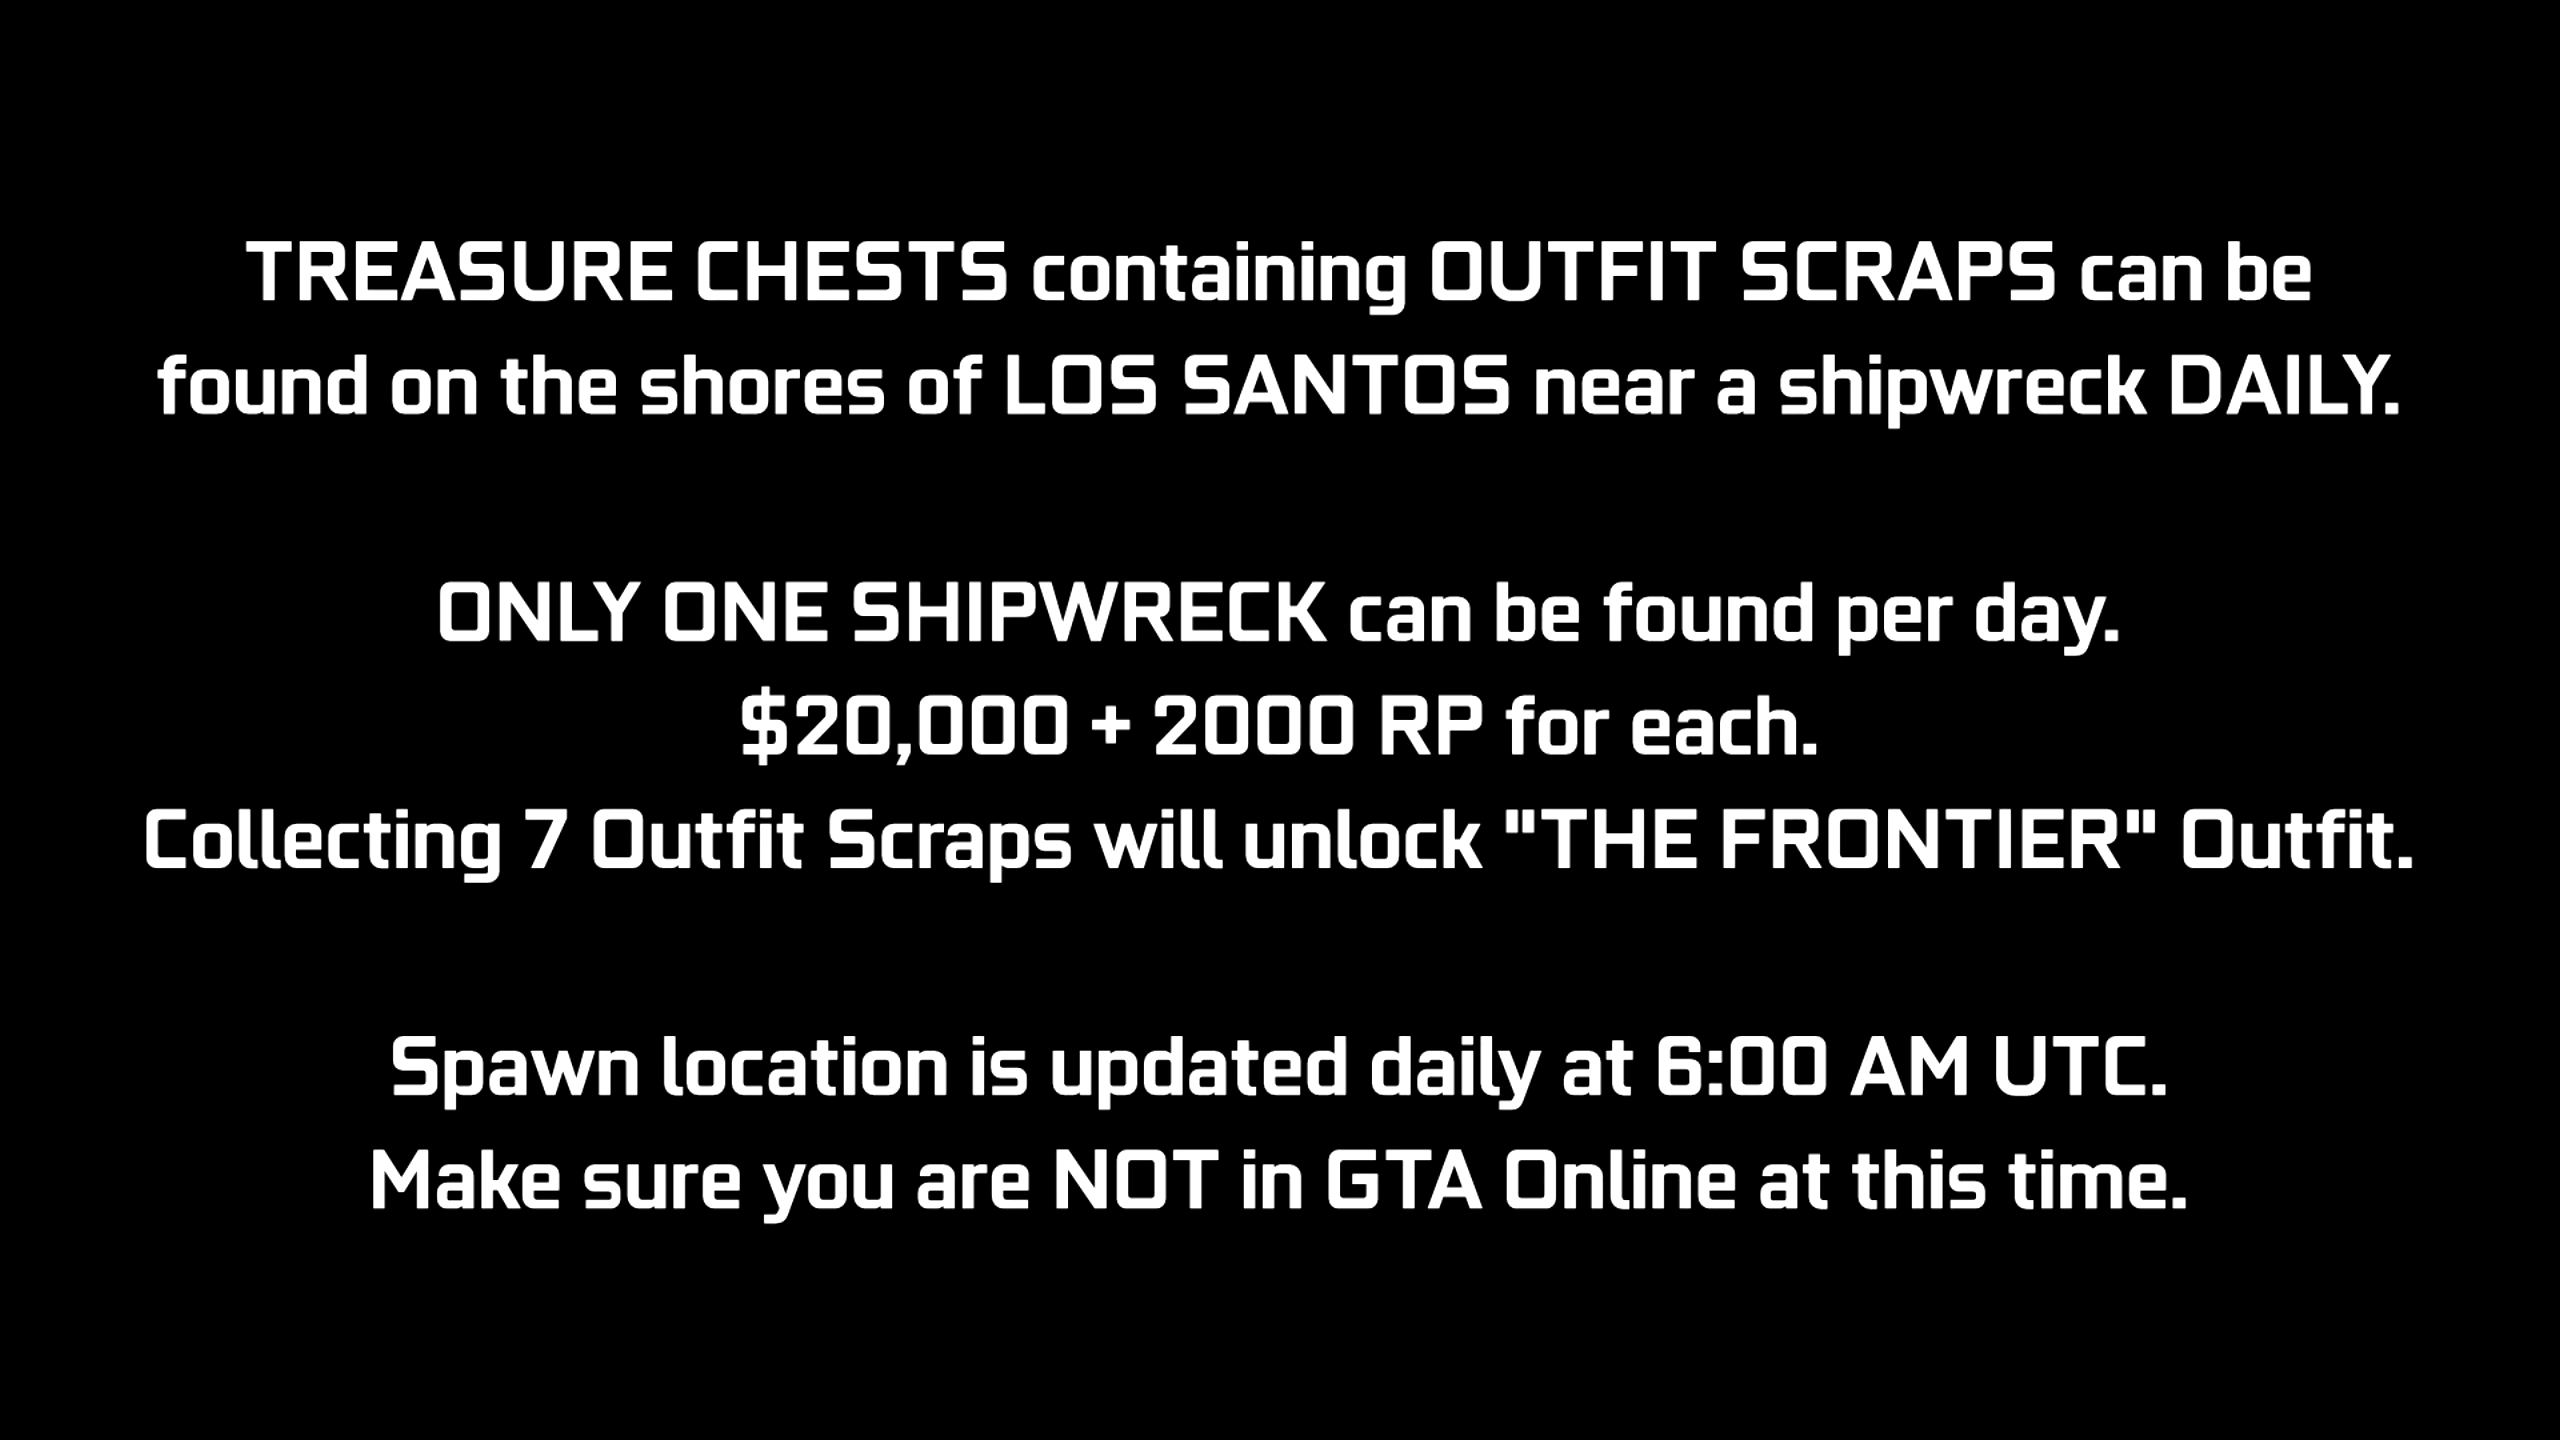 TREASURE CHESTS containing OUTFIT SCRAPS can be
found on the shores of LOS SANTOS near a shipwreck DAILY.
ONLY ONE SHIPWRECK can be found per day.
$20,000 + 2000 RP for each.
Collecting 7 Outfit Scraps will unlock "THE FRONTIER" Outfit.
Spawn location is updated daily at 6:00 AM UTC.
Make sure you are NOT in GTA Online at this time.